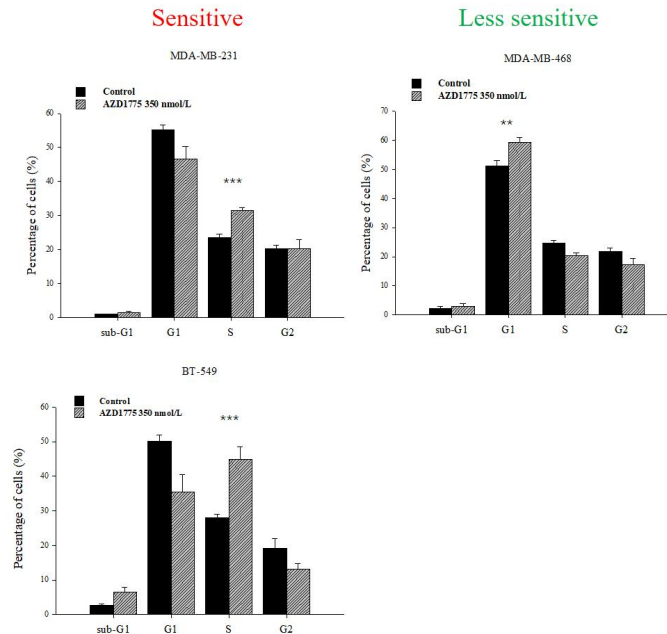 Sensitive
Less sensitive
MDA-MB-231
Control
AZD1775 350 nmol/L
Percentage of cells (%)
60
50
40
30
20
10
0
***
sub-G1 G1 S G2
MDA-MB-468
Control
AZD1775 350 nmol/L
Percentage of cells (%)
70
60
50
40
30
20
10
0
**
sub-G1 G1 S G2
BT-549
Control
AZD1775 350 nmol/L
Percentage of cells (%)
60
50
40
30
20
10
0
***
sub-G1 G1 S G2